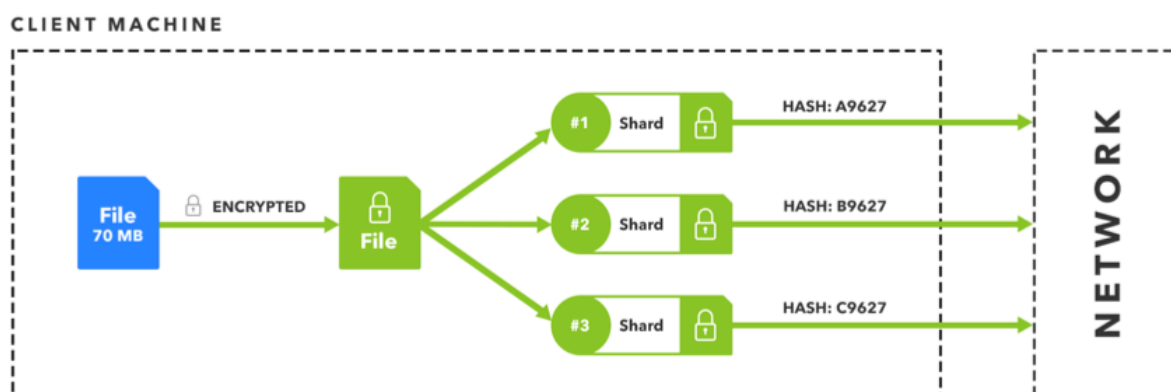 CLIENT MACHINE
File
70 MB
ENCRYPTED
File
#1 Shard
HASH: A9627
#2 Shard
HASH: B9627
#3 Shard
HASH: C9627
NETWORK